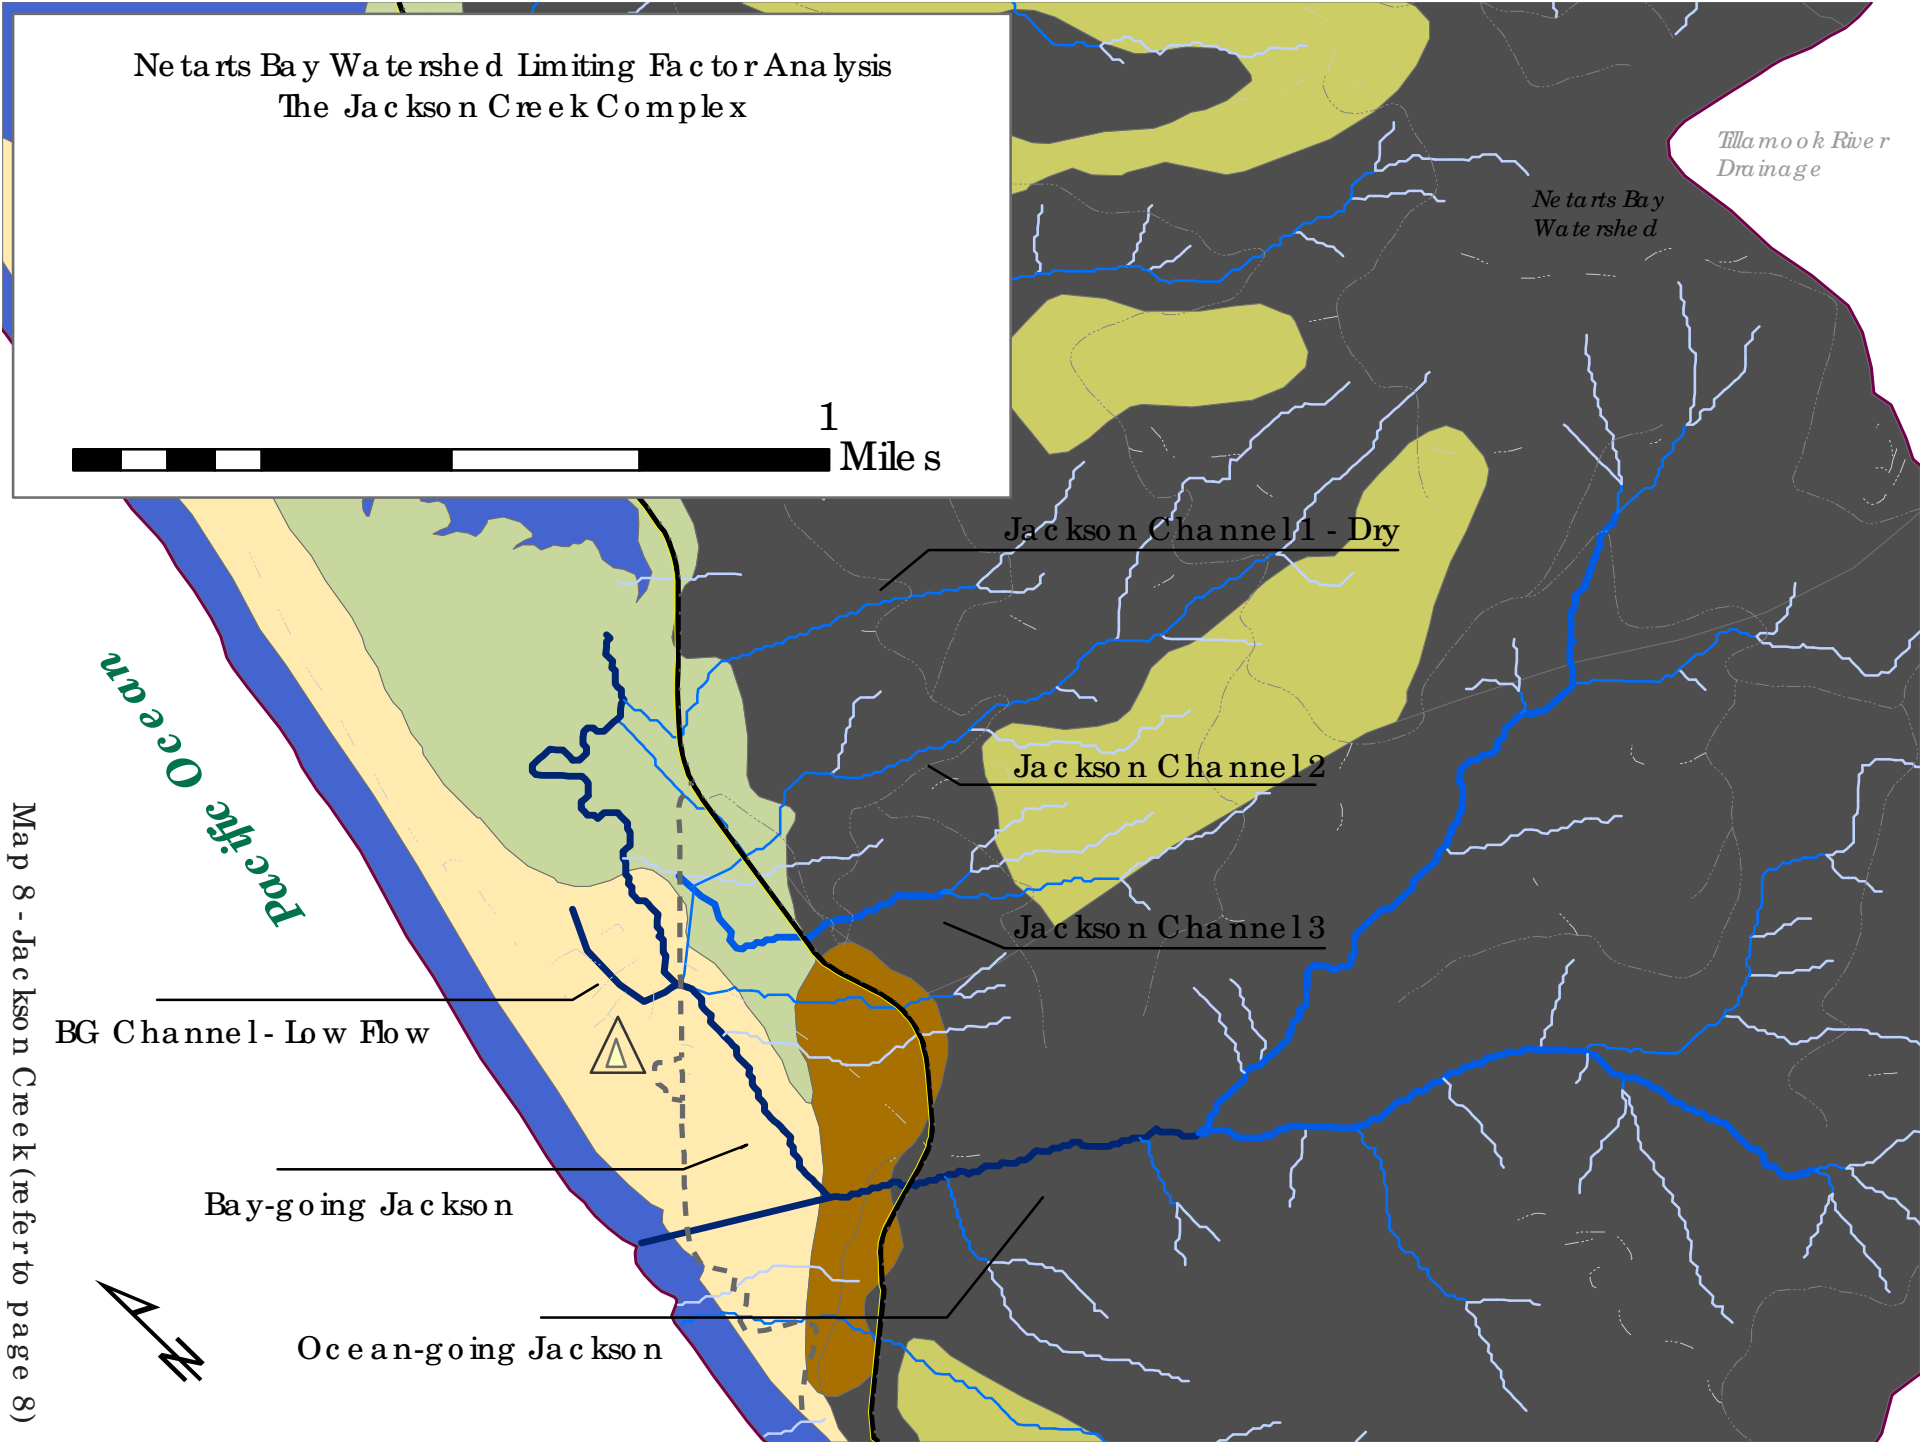 Netarts Bay Watershed Limiting Factor Analysis
The Jackson Creek Complex
1
Miles
Tillamook River
Drainage
Netarts Bay
Watershed
Jackson Channel 1 - Dry
Pacific Ocean
Jackson Channel 2
Jackson Channel 3
BG Channel - Low Flow
Bay-going Jackson
Ocean-going Jackson
Map 8 - Jackson Creek (refer to page 8)
N